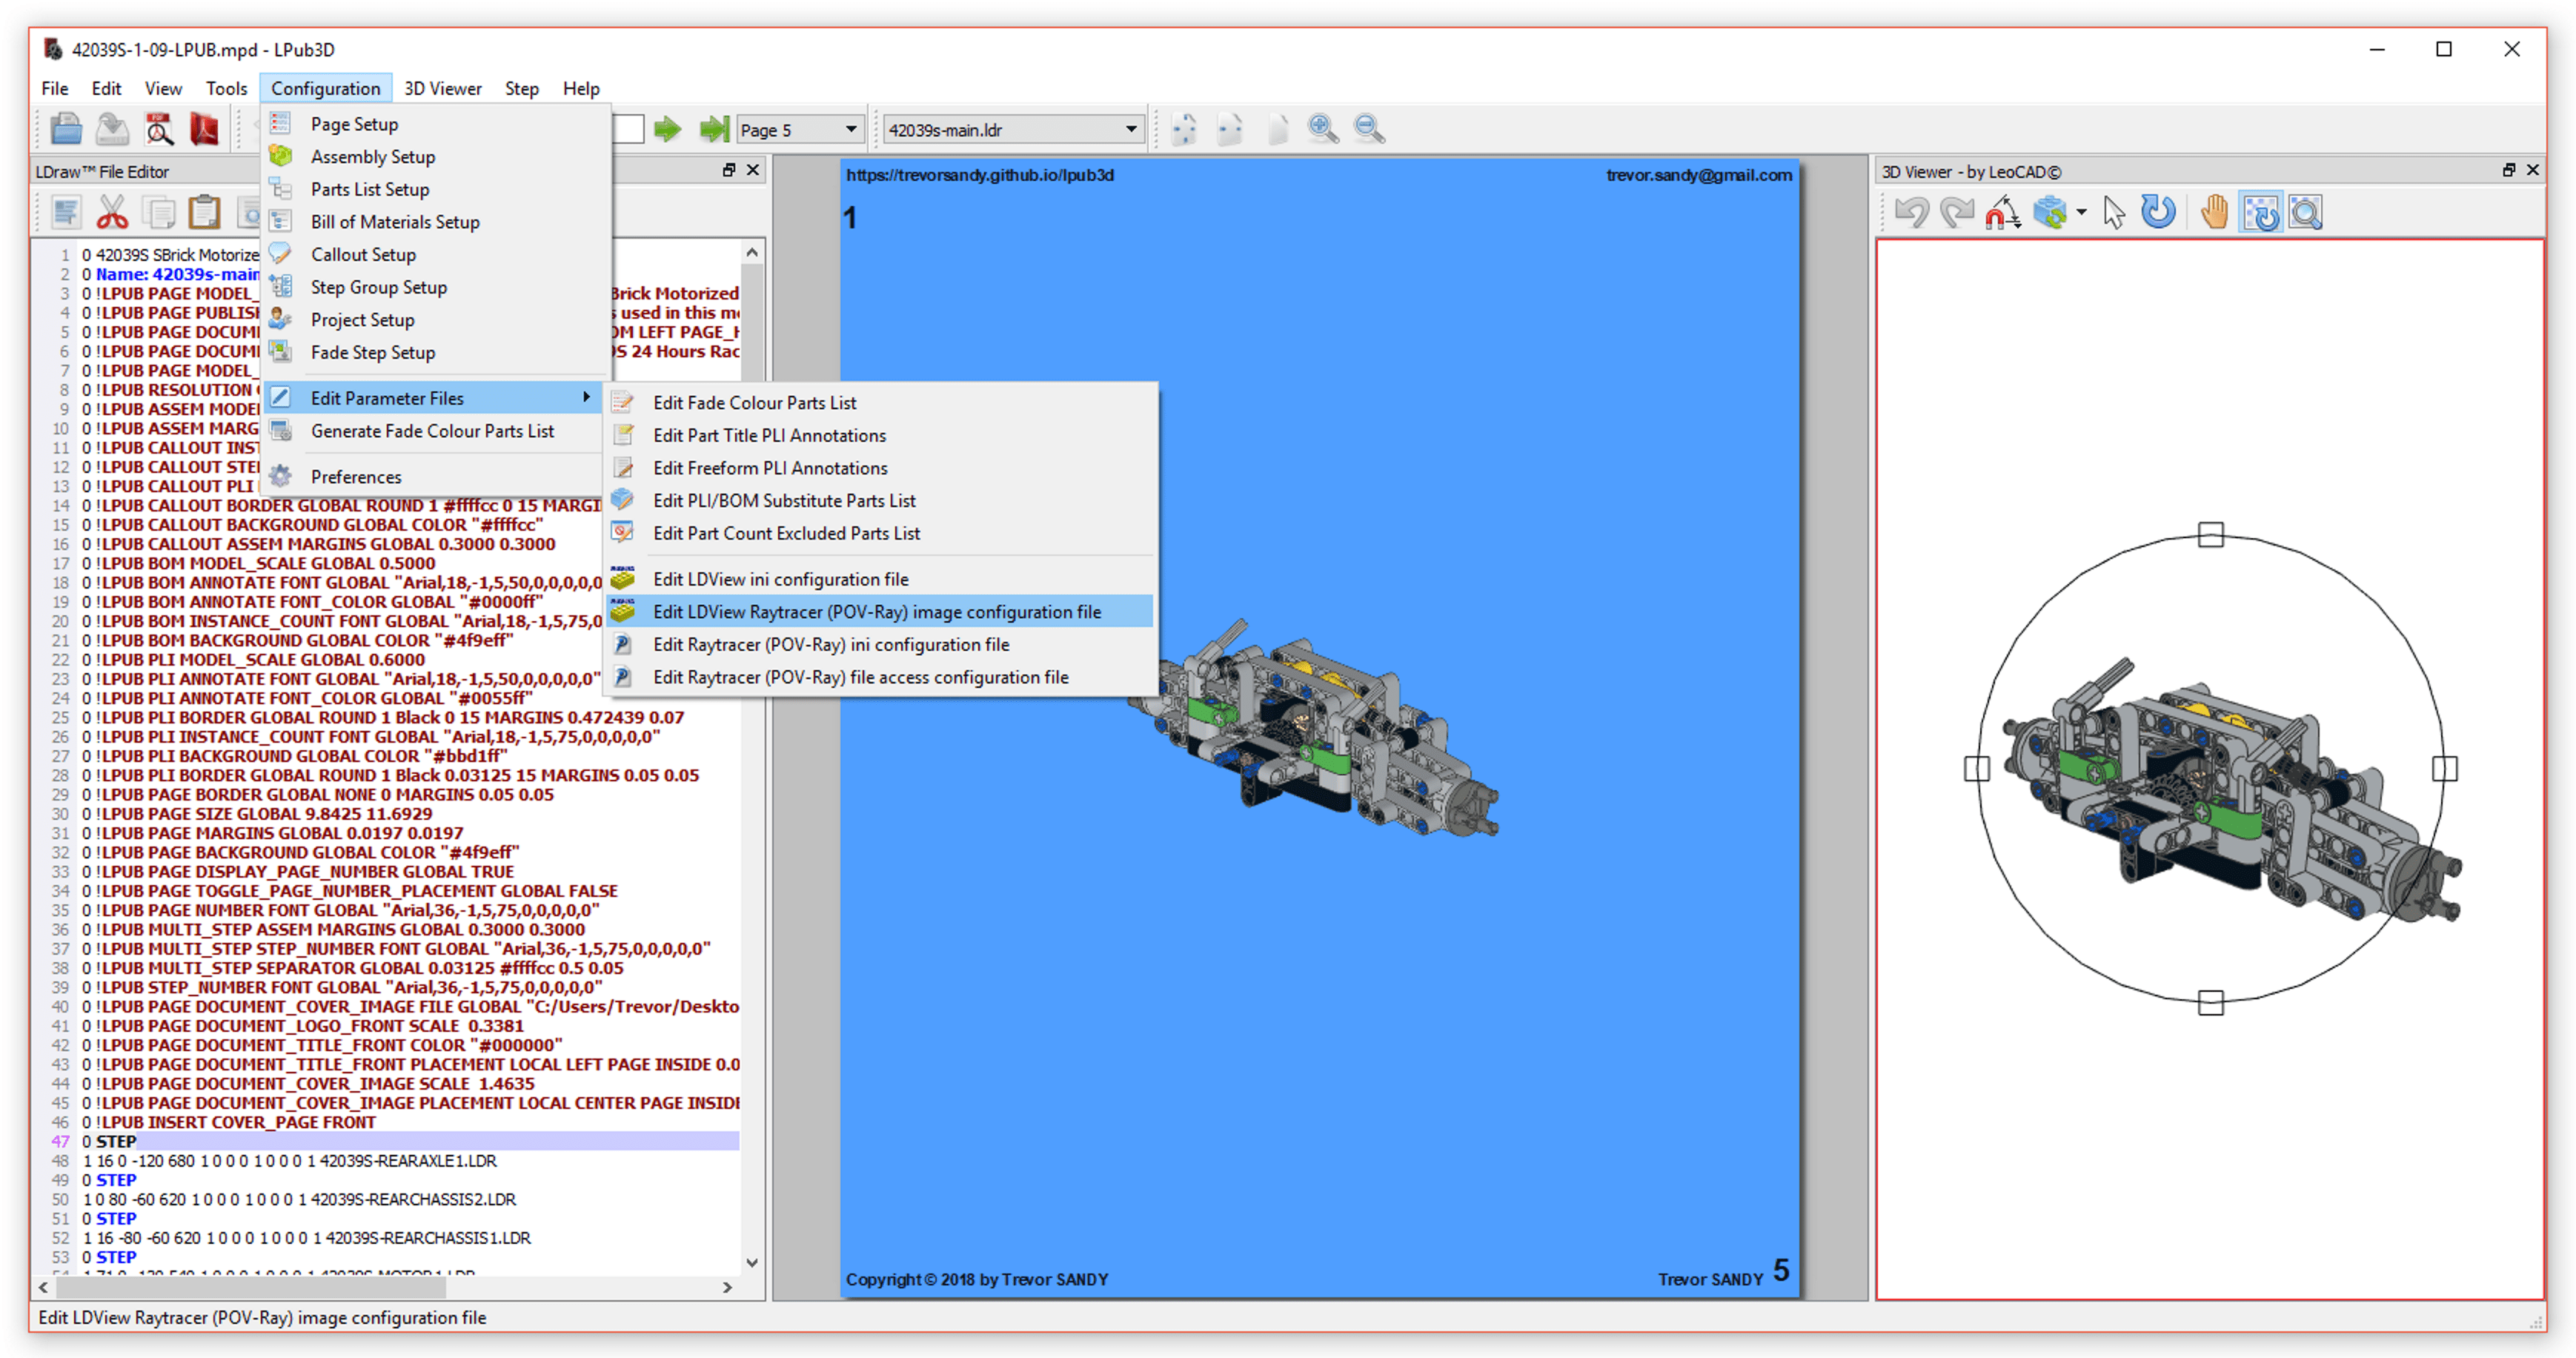 42039S-1-09-LPUB.mpd - LPub3D
File Edit View Tools Configuration 3D Viewer Step Help
Page 5
42039s-main.ldr
Page Setup
Assembly Setup
Parts List Setup
Bill of Materials Setup
Callout Setup
Step Group Setup
Project Setup
Fade Step Setup
Edit Parameter Files
Generate Fade Colour Parts List
Preferences
Edit Fade Colour Parts List
Edit Part Title PLI Annotations
Edit Freeform PLI Annotations
Edit PLI/BOM Substitute Parts List
Edit Part Count Excluded Parts List
Edit LDView ini configuration file
Edit LDView Raytracer (POV-Ray) image configuration file
Edit Raytracer (POV-Ray) ini configuration file
Edit Raytracer (POV-Ray) file access configuration file
LDraw™ File Editor
1 0 42039S SBrick Motorize
2 0 Name: 42039s-main
3 0 !LPUB PAGE MODEL_ Brick Motorized
4 0 !LPUB PAGE PUBLISH used in this
5 0 !LPUB PAGE DOCUM OM LEFT PAGE_H
6 0 !LPUB PAGE DOCUM 24 Hours Rac
7 0 !LPUB PAGE MODEL_
8 0 !LPUB RESOLUTION
9 0 !LPUB ASSEM MODE
10 0 !LPUB ASSEM MARG
11 0 !LPUB CALLOUT INST
12 0 !LPUB CALLOUT STE
13 0 !LPUB CALLOUT PLI
14 0 !LPUB CALLOUT BORDER GLOBAL ROUND 1 #ffffcc 0 15 MARGI
15 0 !LPUB CALLOUT BACKGROUND GLOBAL COLOR "#ffffcc"
16 0 !LPUB CALLOUT ASSEM MARGINS GLOBAL 0.3000 0.3000
17 0 !LPUB BOM MODEL_SCALE GLOBAL 0.5000
18 0 !LPUB BOM ANNOTATE FONT GLOBAL "Arial,18,-1,5,50,0,0,0,0,0
19 0 !LPUB BOM ANNOTATE FONT_COLOR GLOBAL "#0000ff"
20 0 !LPUB BOM INSTANCE_COUNT FONT GLOBAL "Arial,18,-1,5,75,0
21 0 !LPUB BOM BACKGROUND GLOBAL COLOR "#4f9eff"
22 0 !LPUB PLI MODEL_SCALE GLOBAL 0.6000
23 0 !LPUB PLI ANNOTATE FONT GLOBAL "Arial,18,-1,5,50,0,0,0,0,0"
24 0 !LPUB PLI ANNOTATE FONT_COLOR GLOBAL "#0055ff"
25 0 !LPUB PLI BORDER GLOBAL ROUND 1 Black 0 15 MARGINS 0.472439 0.07
26 0 !LPUB PLI INSTANCE_COUNT FONT GLOBAL "Arial,18,-1,5,75,0,0,0,0,0"
27 0 !LPUB PLI BACKGROUND GLOBAL COLOR "#bbd1ff"
28 0 !LPUB PLI BORDER GLOBAL ROUND 1 Black 0.03125 15 MARGINS 0.05 0.05
29 0 !LPUB PAGE BORDER GLOBAL NONE 0 MARGINS 0.05 0.05
30 0 !LPUB PAGE SIZE GLOBAL 9.8425 11.6929
31 0 !LPUB PAGE MARGINS GLOBAL 0.0197 0.0197
32 0 !LPUB PAGE BACKGROUND GLOBAL COLOR "#4f9eff"
33 0 !LPUB PAGE DISPLAY_PAGE_NUMBER GLOBAL TRUE
34 0 !LPUB PAGE TOGGLE_PAGE_NUMBER_PLACEMENT GLOBAL FALSE
35 0 !LPUB PAGE NUMBER FONT GLOBAL "Arial,36,-1,5,75,0,0,0,0,0"
36 0 !LPUB MULTI_STEP ASSEM MARGINS GLOBAL 0.3000 0.3000
37 0 !LPUB MULTI_STEP STEP_NUMBER FONT GLOBAL "Arial,36,-1,5,75,0,0,0,0,0"
38 0 !LPUB MULTI_STEP SEPARATOR GLOBAL 0.03125 #ffffcc 0.5 0.05
39 0 !LPUB STEP_NUMBER FONT GLOBAL "Arial,36,-1,5,75,0,0,0,0,0"
40 0 !LPUB PAGE DOCUMENT_COVER_IMAGE FILE GLOBAL "C:/Users/Trevor/Deskto
41 0 !LPUB PAGE DOCUMENT_LOGO_FRONT SCALE 0.3381
42 0 !LPUB PAGE DOCUMENT_TITLE_FRONT COLOR "#000000"
43 0 !LPUB PAGE DOCUMENT_TITLE_FRONT PLACEMENT LOCAL LEFT PAGE INSIDE 0.0
44 0 !LPUB PAGE DOCUMENT_COVER_IMAGE SCALE 1.4635
45 0 !LPUB PAGE DOCUMENT_COVER_IMAGE PLACEMENT LOCAL CENTER PAGE INSIDE
46 0 !LPUB INSERT COVER_PAGE FRONT
47 0 STEP
48 1 16 0 -120 680 1 0 0 0 1 0 0 0 1 42039S-REARAXLE1.LDR
49 0 STEP
50 1 0 80 -60 620 1 0 0 0 1 0 0 0 1 42039S-REARCHASSIS2.LDR
51 0 STEP
52 1 16 -80 -60 620 1 0 0 0 1 0 0 0 1 42039S-REARCHASSIS1.LDR
53 0 STEP
https://trevorsandy.github.io/lpub3d
trevor.sandy@gmail.com
1
Copyright © 2018 by Trevor SANDY
Trevor SANDY 5
3D Viewer - by LeoCAD©
Edit LDView Raytracer (POV-Ray) image configuration file